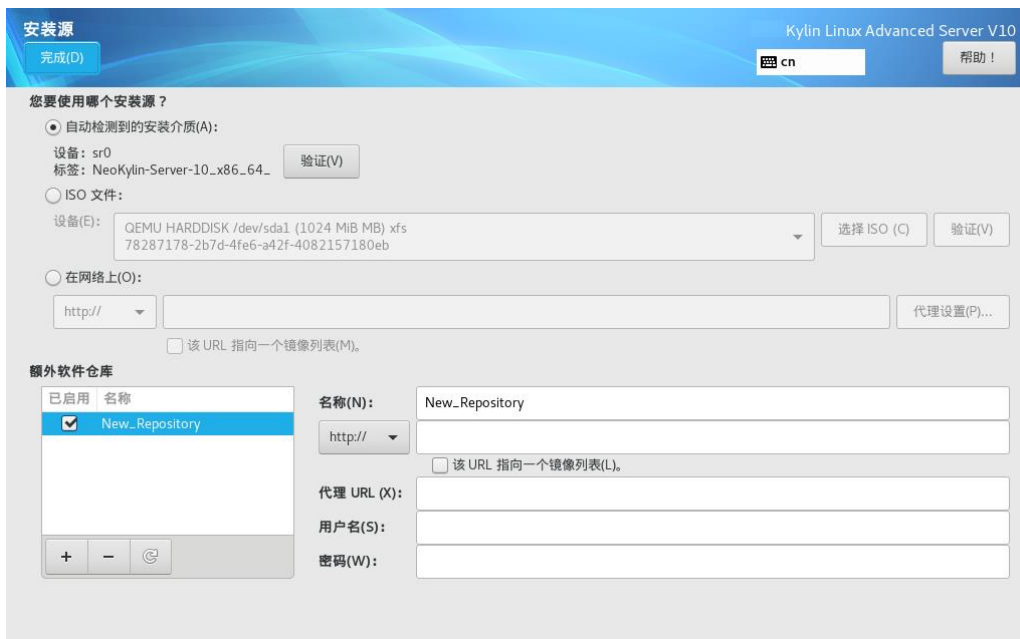 安装源
Kylin Linux Advanced Server V10
完成(D)
cn
帮助！
您要使用哪个安装源？
自动检测到的安装介质(A)：
设备：sr0
标签：NeoKylin-Server-10_x86_64_
验证(V)
ISO 文件：
设备(E)：
QEMU HARDDISK /dev/sda1 (1024 MiB MB) xfs
78287178-2b7d-4fe6-a42f-4082157180eb
选择 ISO (C)
验证(V)
在网络上(O)：
http://
代理设置(P)...
该 URL 指向一个镜像列表(M)。
额外软件仓库
已启用 名称
New_Repository
名称(N)：
New_Repository
http://
该 URL 指向一个镜像列表(L)。
代理 URL (X)：
用户名(S)：
密码(W)：